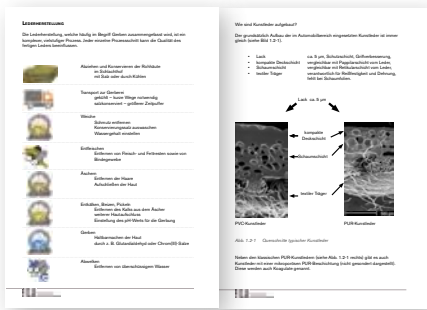 LEDERHERSTELLUNG
Die Lederherstellung, welche häufig im Begriff Gerben zusammengefasst wird, ist ein
komplexer, vielstufiger Prozess. Jeder einzelne Prozessschritt kann die Qualität des
fertigen Leders beeinflussen.
Abziehen und Konservieren der Rohhäute
im Schlachthof
mit Salz oder durch Kühlen
Transport zur Gerberei
gekühlt – kurze Wege notwendig
salzkonserviert – größerer Zeitpuffer
Weiche
Schmutz entfernen
Konservierungssalz auswaschen
Wassergehalt einstellen
Entfleischen
Entfernen von Fleisch- und Fettresten sowie von
Bindegewebe
Äschern
Entfernen der Haare
Aufschließen der Haut
Entkälken, Beizen, Pickeln
Entfernen des Kalks aus dem Äscher
weiterer Hautaufschluss
Einstellung des pH-Werts für die Gerbung
Gerben
Haltbarmachen der Haut
durch z. B. Glutardialdehyd oder Chrom(III)-Salze
Abwelken
Entfernen von überschüssigem Wasser
Wie sind Kunstleder aufgebaut?
Der grundsätzliche Aufbau der im Automobilbereich eingesetzten Kunstleder ist immer
gleich (siehe Bild 1.2-1).
• Lack ca. 5 µm, Schutzschicht, Griffverbesserung,
• kompakte Deckschicht vergleichbar mit Papillarschicht vom Leder,
• Schaumschicht vergleichbar mit Retikularschicht vom Leder,
• textiler Träger verantwortlich für Reißfestigkeit und Dehnung,
fehlt bei Schaumfolien.
Lack ca. 5 µm
kompakte
Deckschicht
Schaumschicht
textiler Träger
PVC-Kunstleder
PUR-Kunstleder
Abb. 1.2-1 Querschnitte typischer Kunstleder
Neben den klassischen PUR-Kunstledern (siehe Abb. 1.2-1 rechts) gibt es auch
Kunstleder mit einer mikroporösen PUR-Beschichtung (nicht gesondert dargestellt).
Diese werden auch Koagulate genannt.